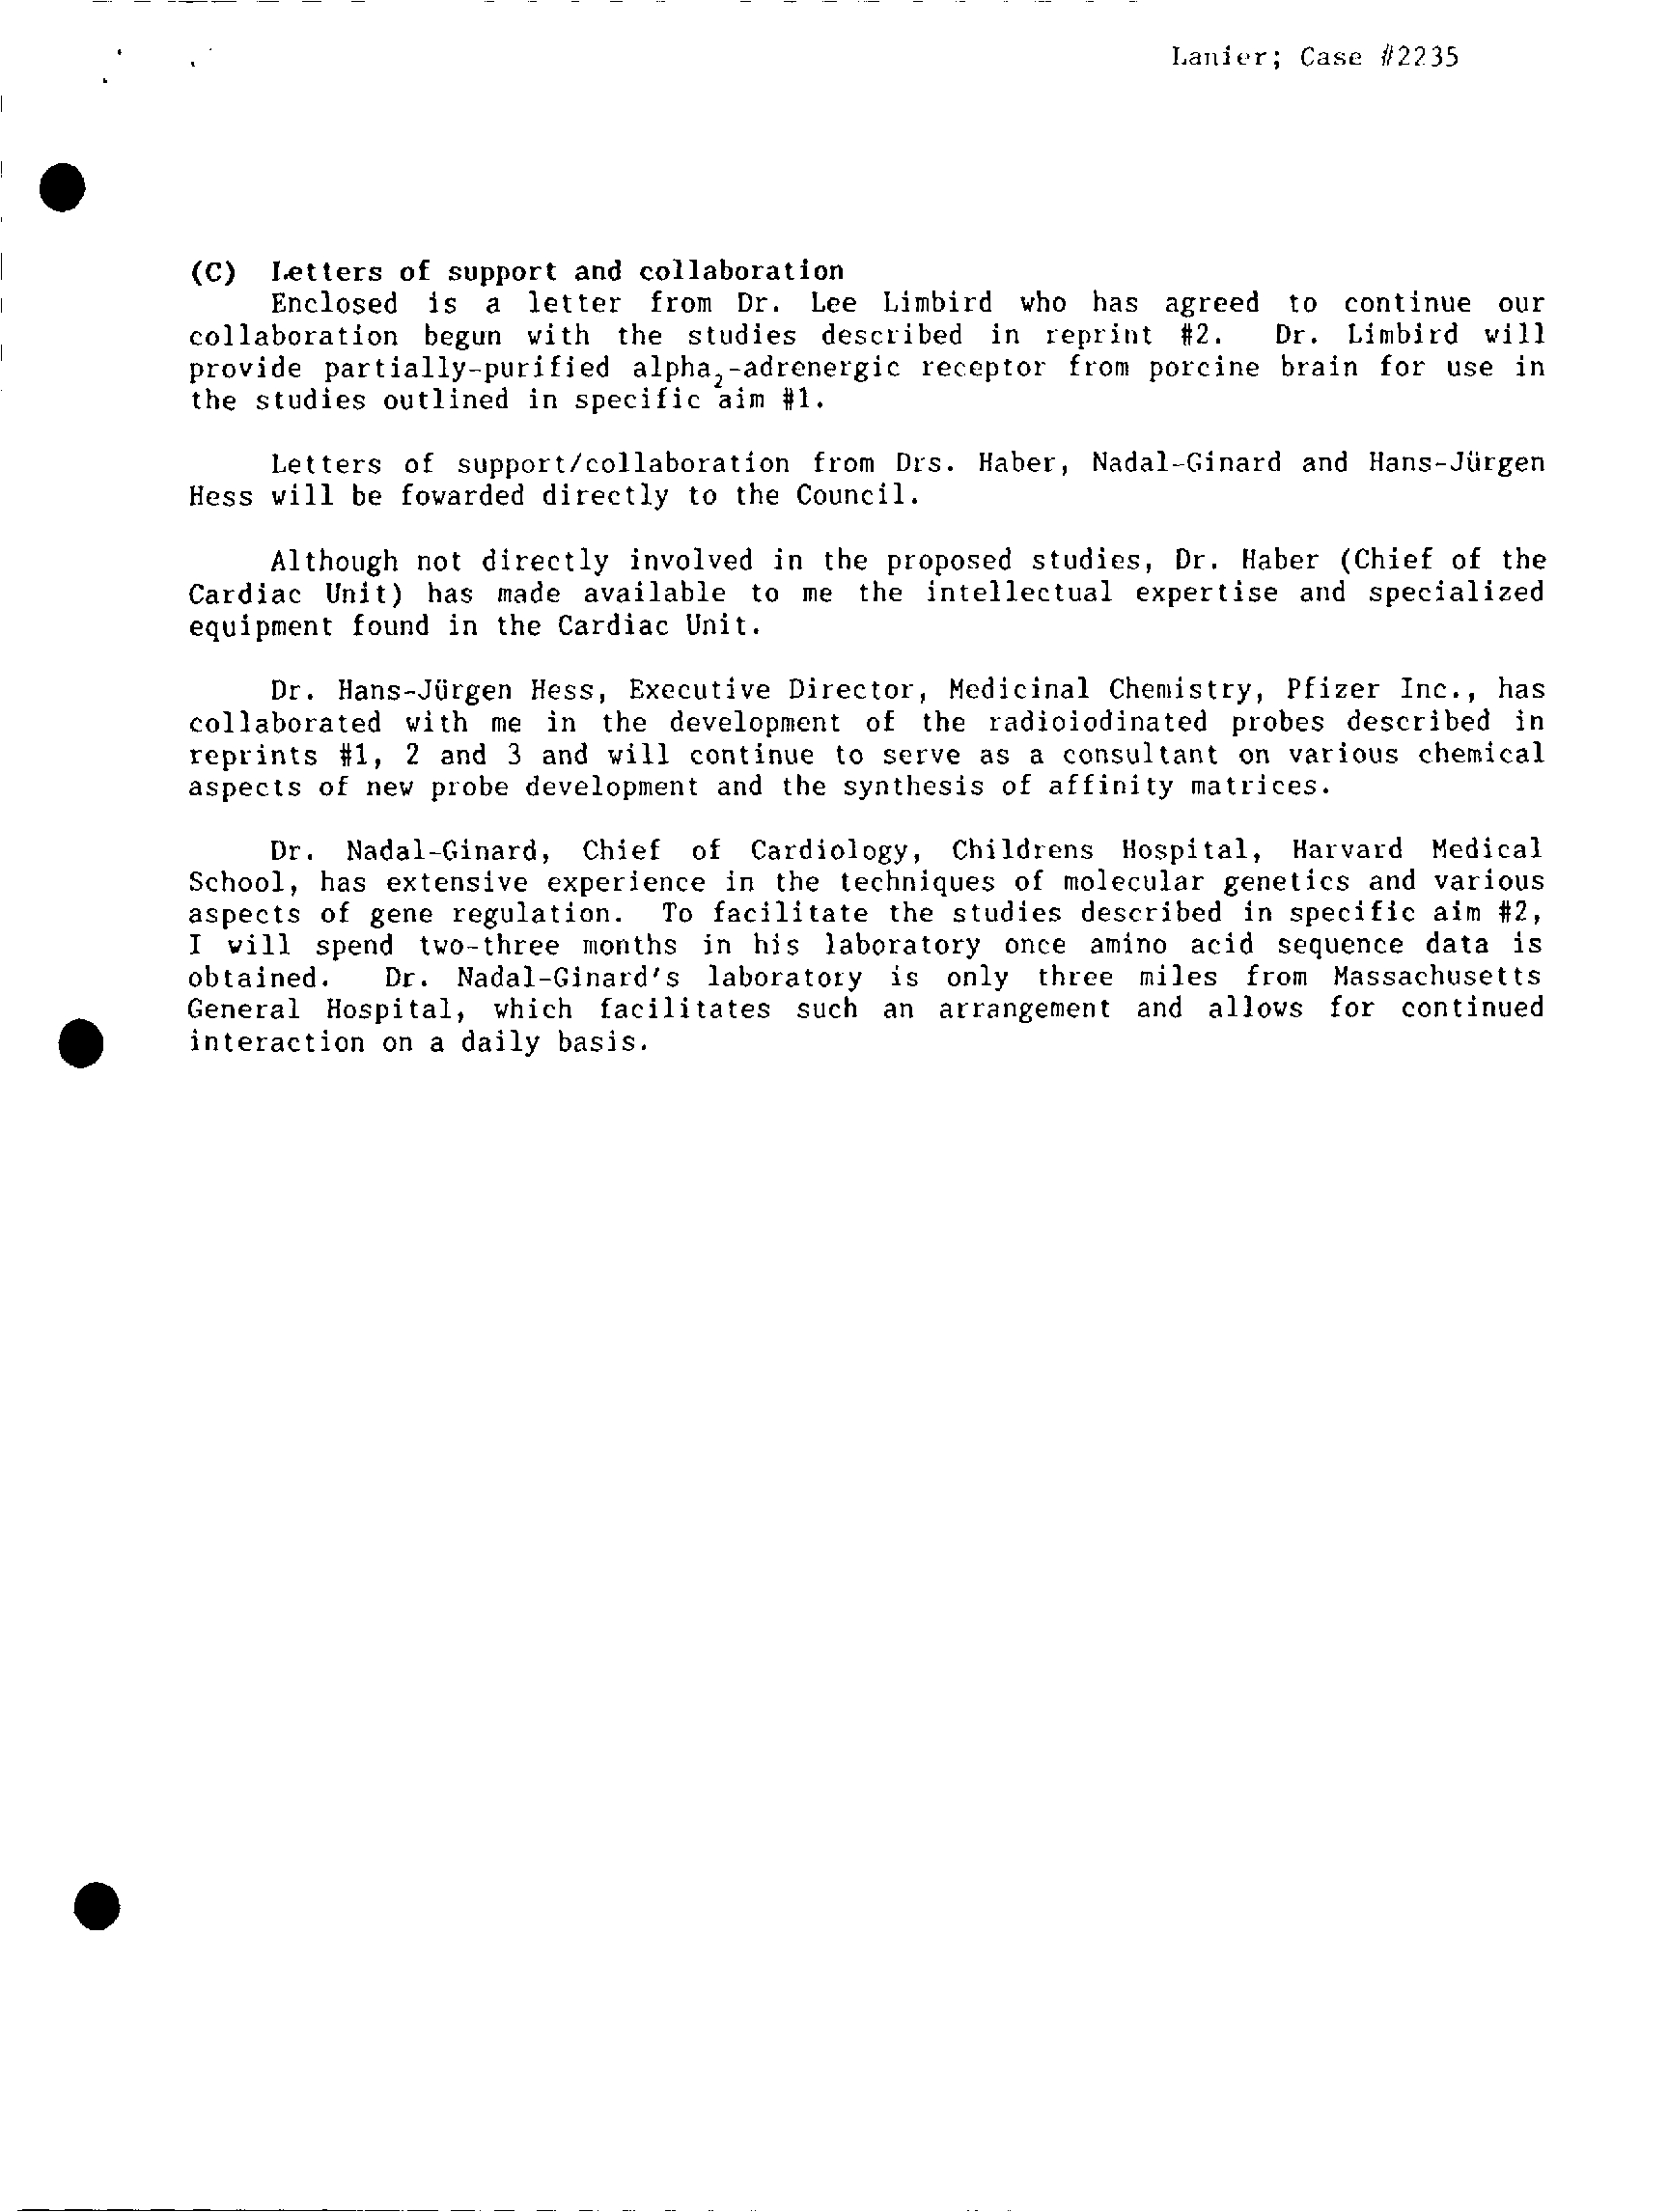 Lanier; Case #2235
(C) Letters of support and collaboration
Enclosed is a letter from Dr. Lee Limbird who has agreed to continue our
collaboration begun with the studies described in reprint #2. Dr. Limbird will
provide partially-purified alpha₂-adrenergic receptor from porcine brain for use in
the studies outlined in specific aim #1.
Letters of support/collaboration from Drs. Haber, Nadal-Ginard and Hans-Jürgen
Hess will be fowarded directly to the Council.
Although not directly involved in the proposed studies, Dr. Haber (Chief of the
Cardiac Unit) has made available to me the intellectual expertise and specialized
equipment found in the Cardiac Unit.
Dr. Hans-Jürgen Hess, Executive Director, Medicinal Chemistry, Pfizer Inc., has
collaborated with me in the development of the radioiodinated probes described in
reprints #1, 2 and 3 and will continue to serve as a consultant on various chemical
aspects of new probe development and the synthesis of affinity matrices.
Dr. Nadal-Ginard, Chief of Cardiology, Childrens Hospital, Harvard Medical
School, has extensive experience in the techniques of molecular genetics and various
aspects of gene regulation. To facilitate the studies described in specific aim #2,
I will spend two-three months in his laboratory once amino acid sequence data is
obtained. Dr. Nadal-Ginard's laboratory is only three miles from Massachusetts
General Hospital, which facilitates such an arrangement and allows for continued
interaction on a daily basis.